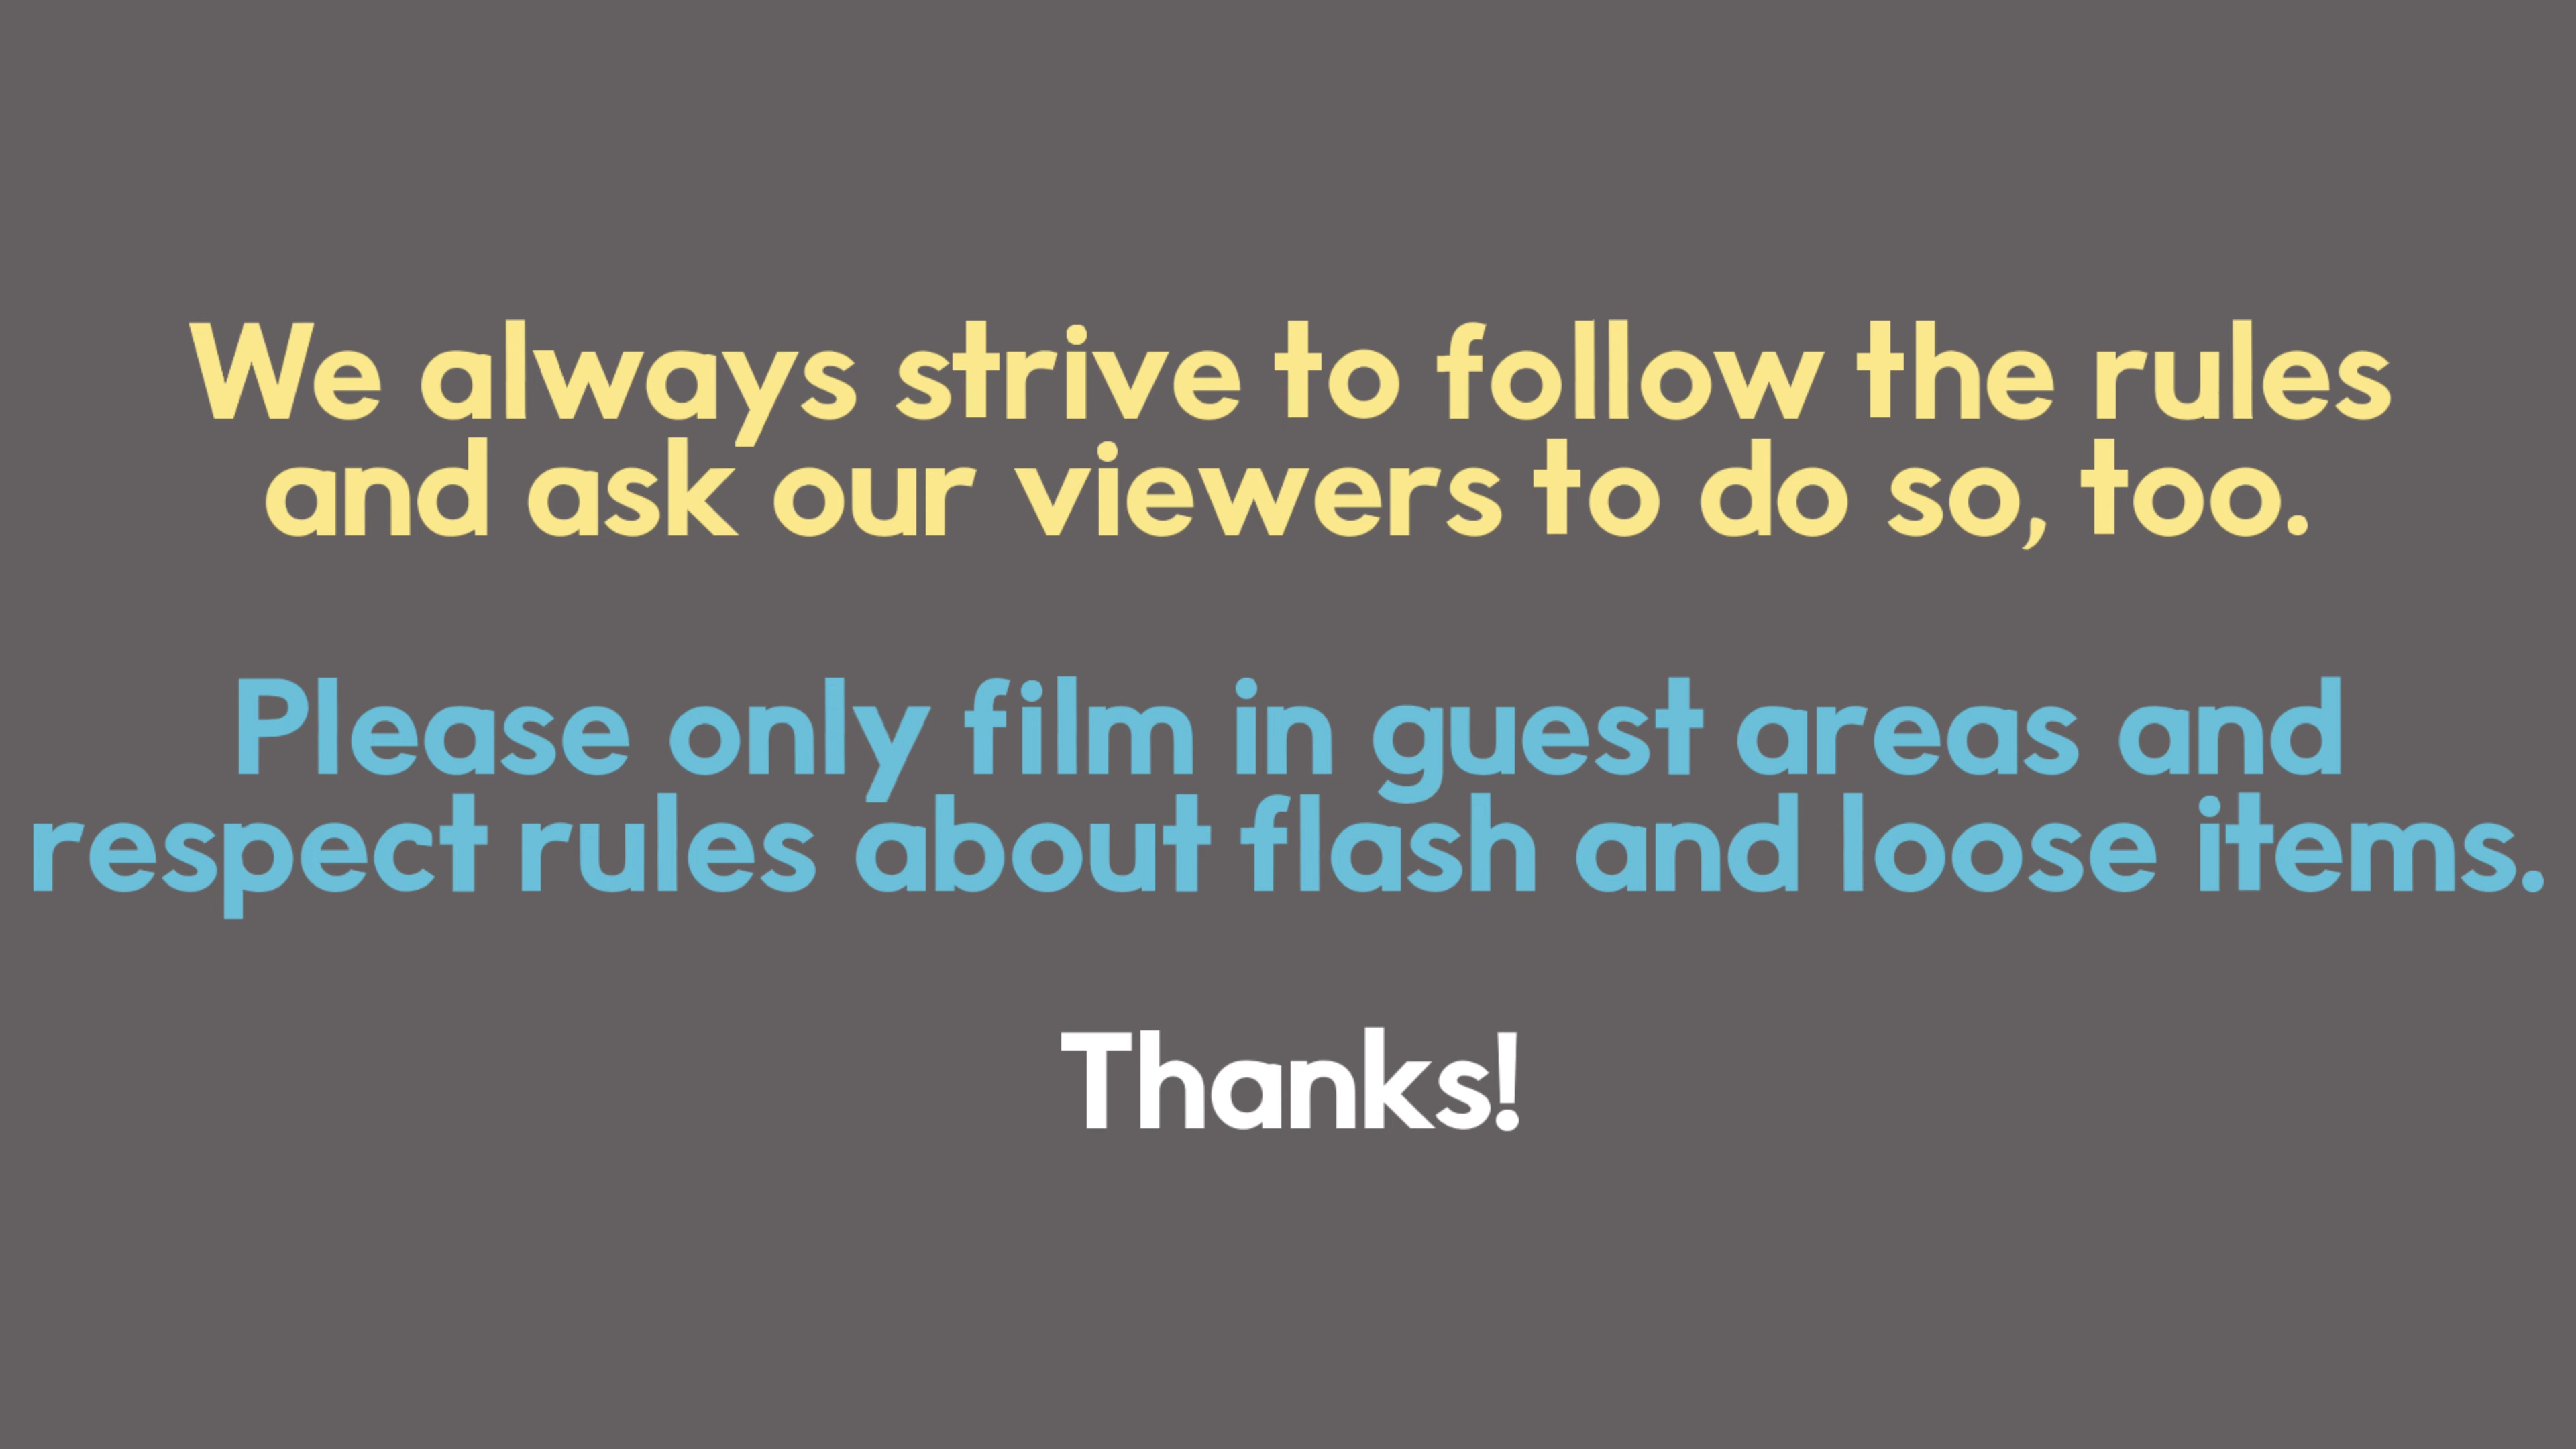 We always strive to follow the rules
and ask our viewers to do so, too.
Please only film in guest areas and
respect rules about flash and loose items.
Thanks!